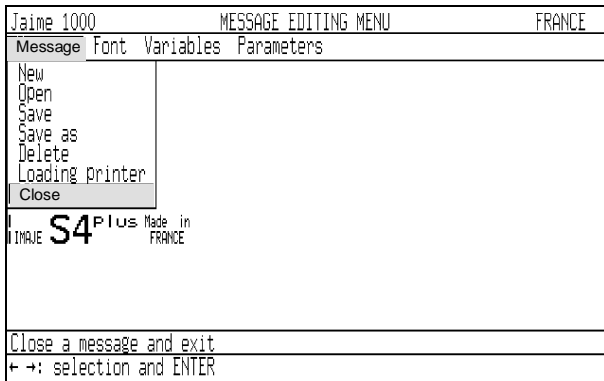 Jaime 1000 MESSAGE EDITING MENU FRANCE
Message Font Variables Parameters
New
Open
Save
Save as
Delete
Loading printer
Close
IMAJE S4 Plus Made in
FRANCE
Close a message and exit
← →: selection and ENTER